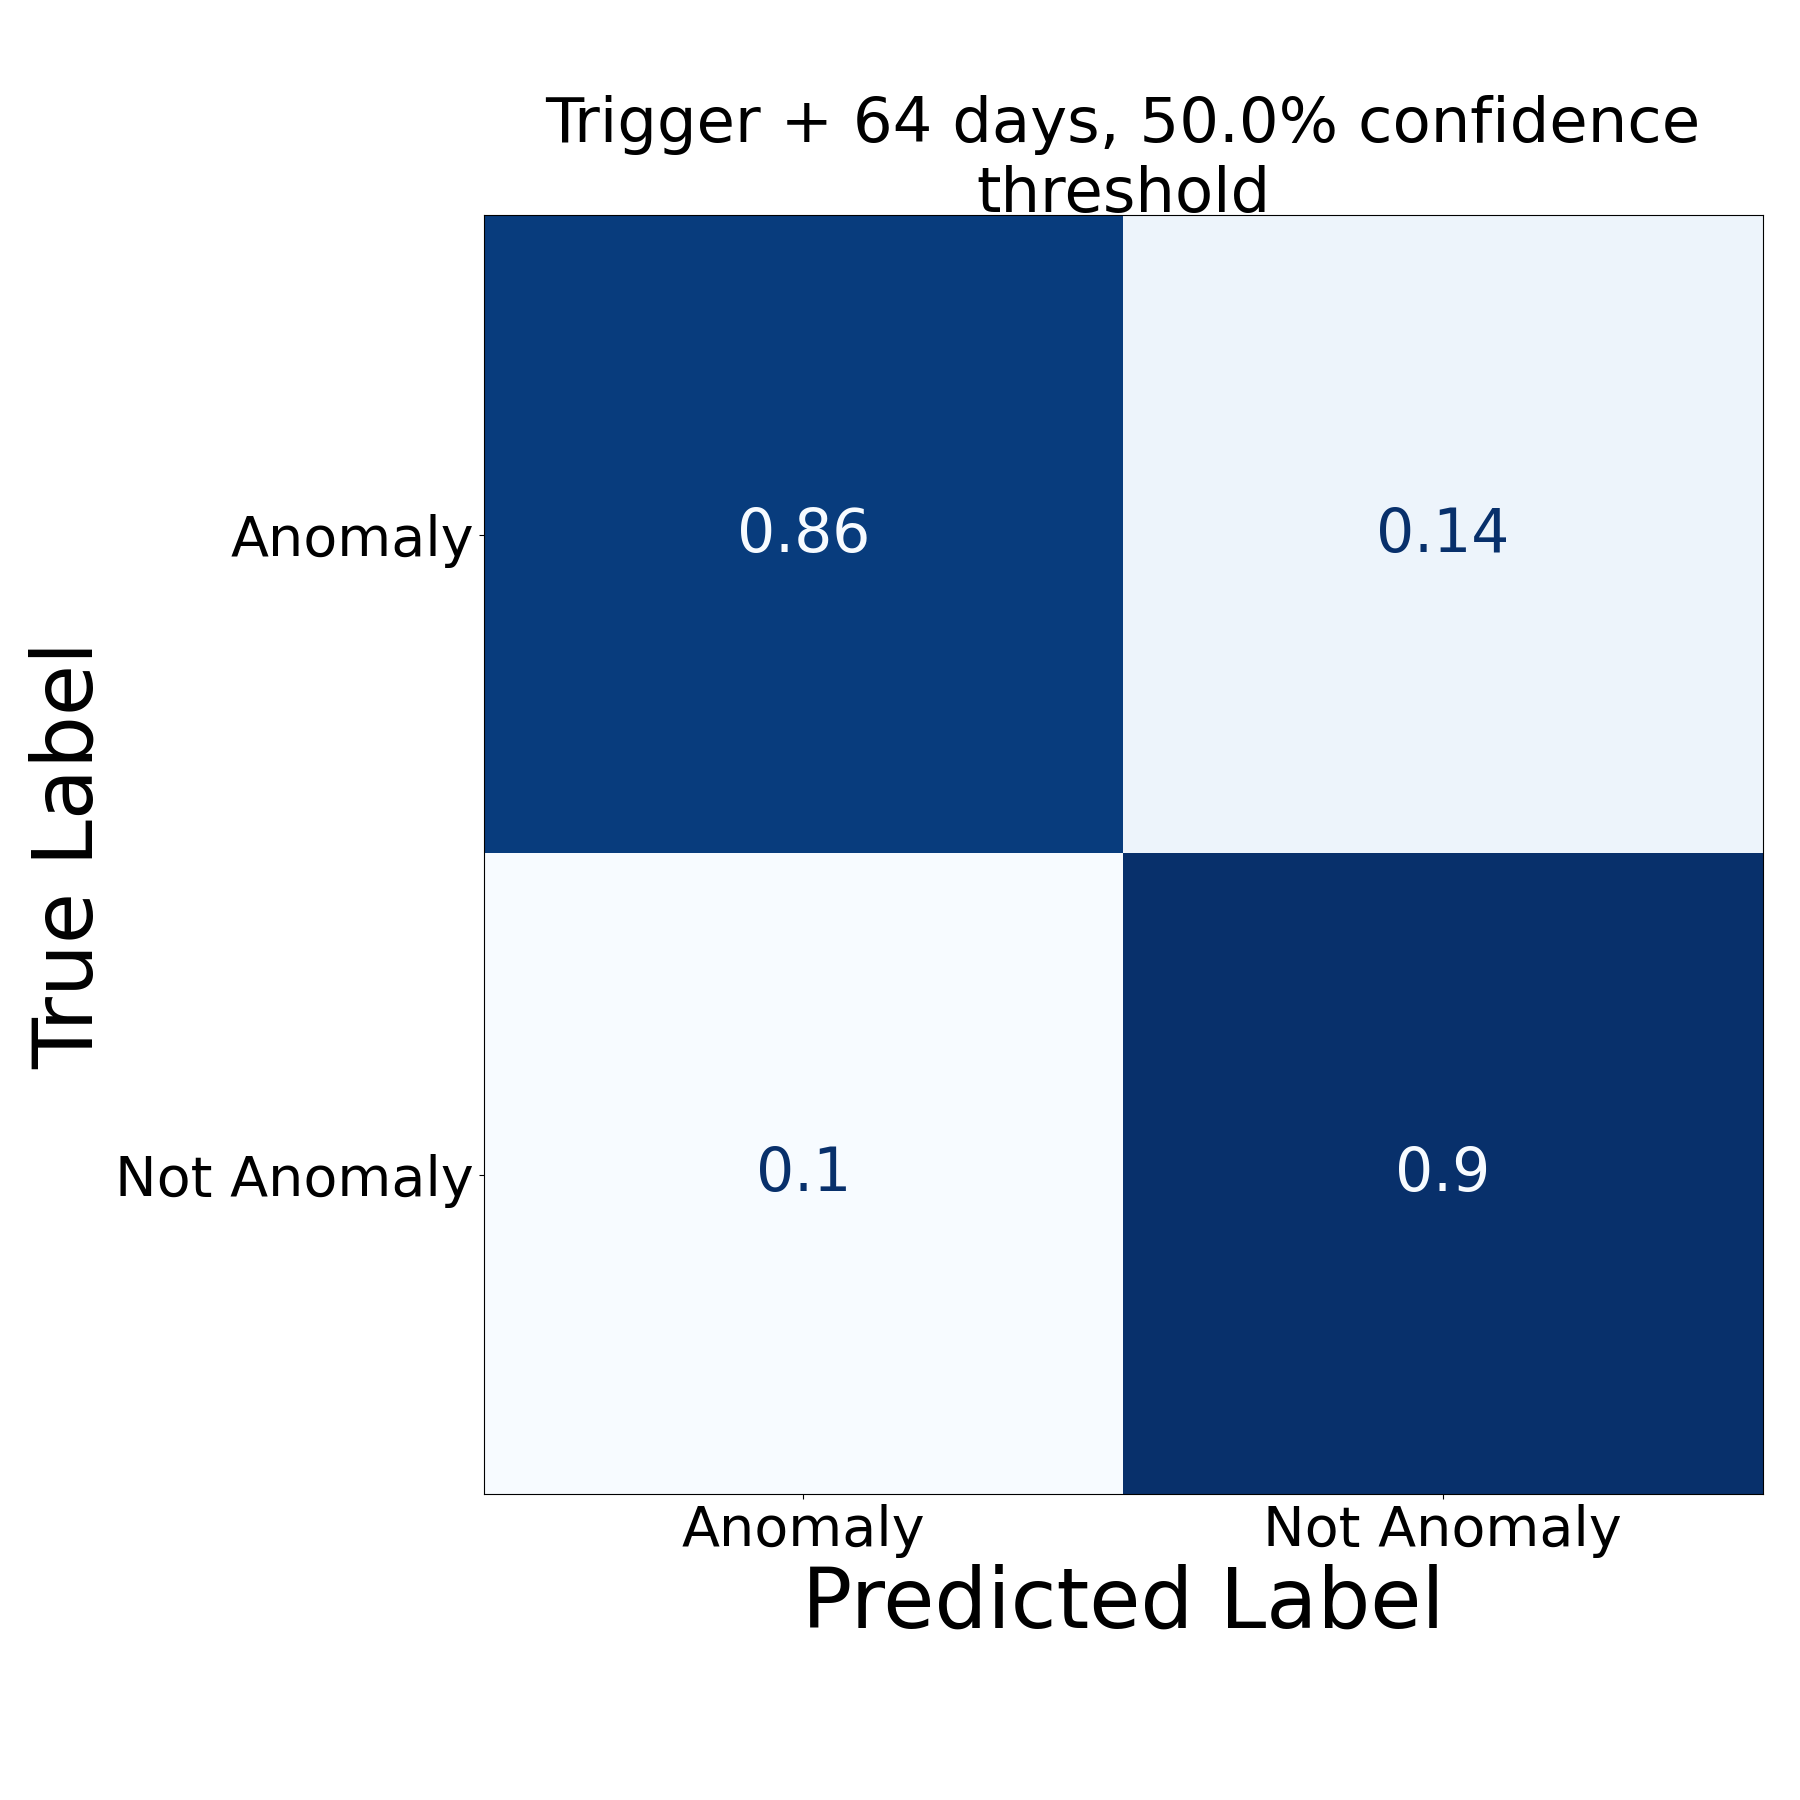 Trigger + 64 days, 50.0% confidence
threshold
True Label
Anomaly
0.86
0.14
Not Anomaly
0.1
0.9
Anomaly
Not Anomaly
Predicted Label